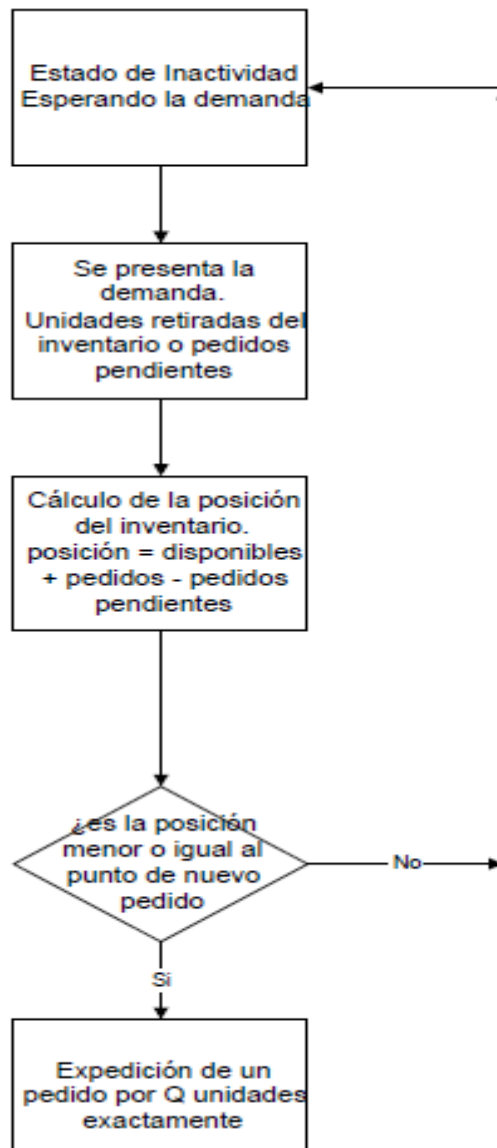 Estado de Inactividad
Esperando la demanda
Se presenta la
demanda.
Unidades retiradas del
inventario o pedidos
pendientes
Cálculo de la posición
del inventario.
posición = disponibles
+ pedidos - pedidos
pendientes
¿es la posición
menor o igual al
punto de nuevo
pedido
No
Si
Expedición de un
pedido por Q unidades
exactamente